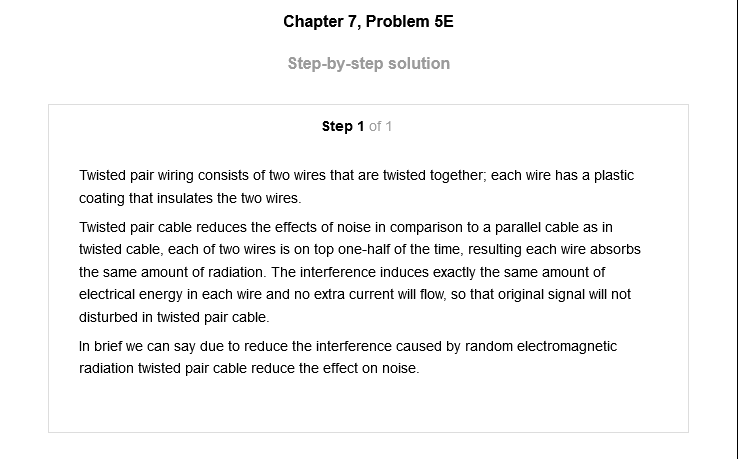 Chapter 7, Problem 5E
Step-by-step solution
Step 1 of 1
Twisted pair wiring consists of two wires that are twisted together; each wire has a plastic
coating that insulates the two wires.
Twisted pair cable reduces the effects of noise in comparison to a parallel cable as in
twisted cable, each of two wires is on top one-half of the time, resulting each wire absorbs
the same amount of radiation. The interference induces exactly the same amount of
electrical energy in each wire and no extra current will flow, so that original signal will not
disturbed in twisted pair cable.
In brief we can say due to reduce the interference caused by random electromagnetic
radiation twisted pair cable reduce the effect on noise.